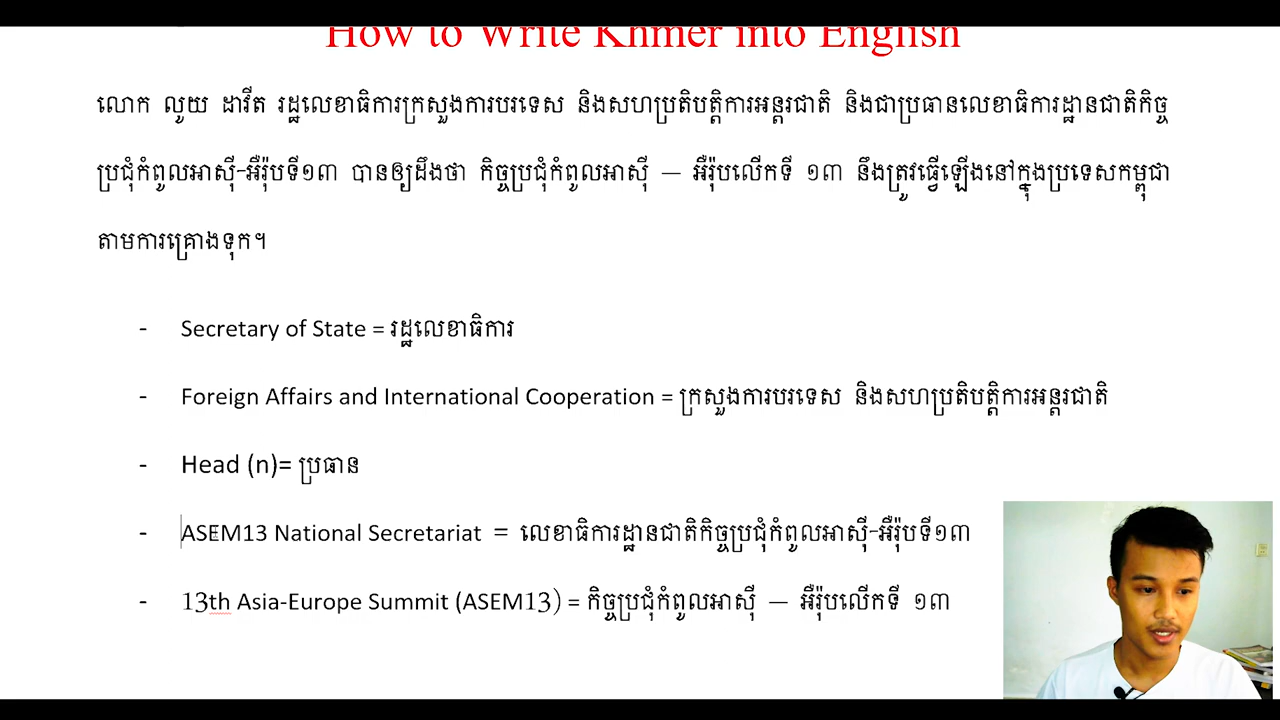 How to Write Khmer into English
លោក លូយ ដាវីត រដ្ឋលេខាធិការក្រសួងការបរទេស និងសហប្រតិបត្តិការអន្តរជាតិ និងជាប្រធានលេខាធិការដ្ឋានជាតិកិច្ច
ប្រជុំកំពូលអាស៊ី-អឺរ៉ុបទី១៣ បានឲ្យដឹងថា កិច្ចប្រជុំកំពូលអាស៊ី – អឺរ៉ុបលើកទី ១៣ នឹងត្រូវធ្វើឡើងនៅក្នុងប្រទេសកម្ពុជា
តាមការគ្រោងទុក។
- Secretary of State = រដ្ឋលេខាធិការ
- Foreign Affairs and International Cooperation = ក្រសួងការបរទេស និងសហប្រតិបត្តិការអន្តរជាតិ
- Head (n)= ប្រធាន
- ASEM13 National Secretariat = លេខាធិការដ្ឋានជាតិកិច្ចប្រជុំកំពូលអាស៊ី-អឺរ៉ុបទី១៣
- 13th Asia-Europe Summit (ASEM13) = កិច្ចប្រជុំកំពូលអាស៊ី – អឺរ៉ុបលើកទី ១៣